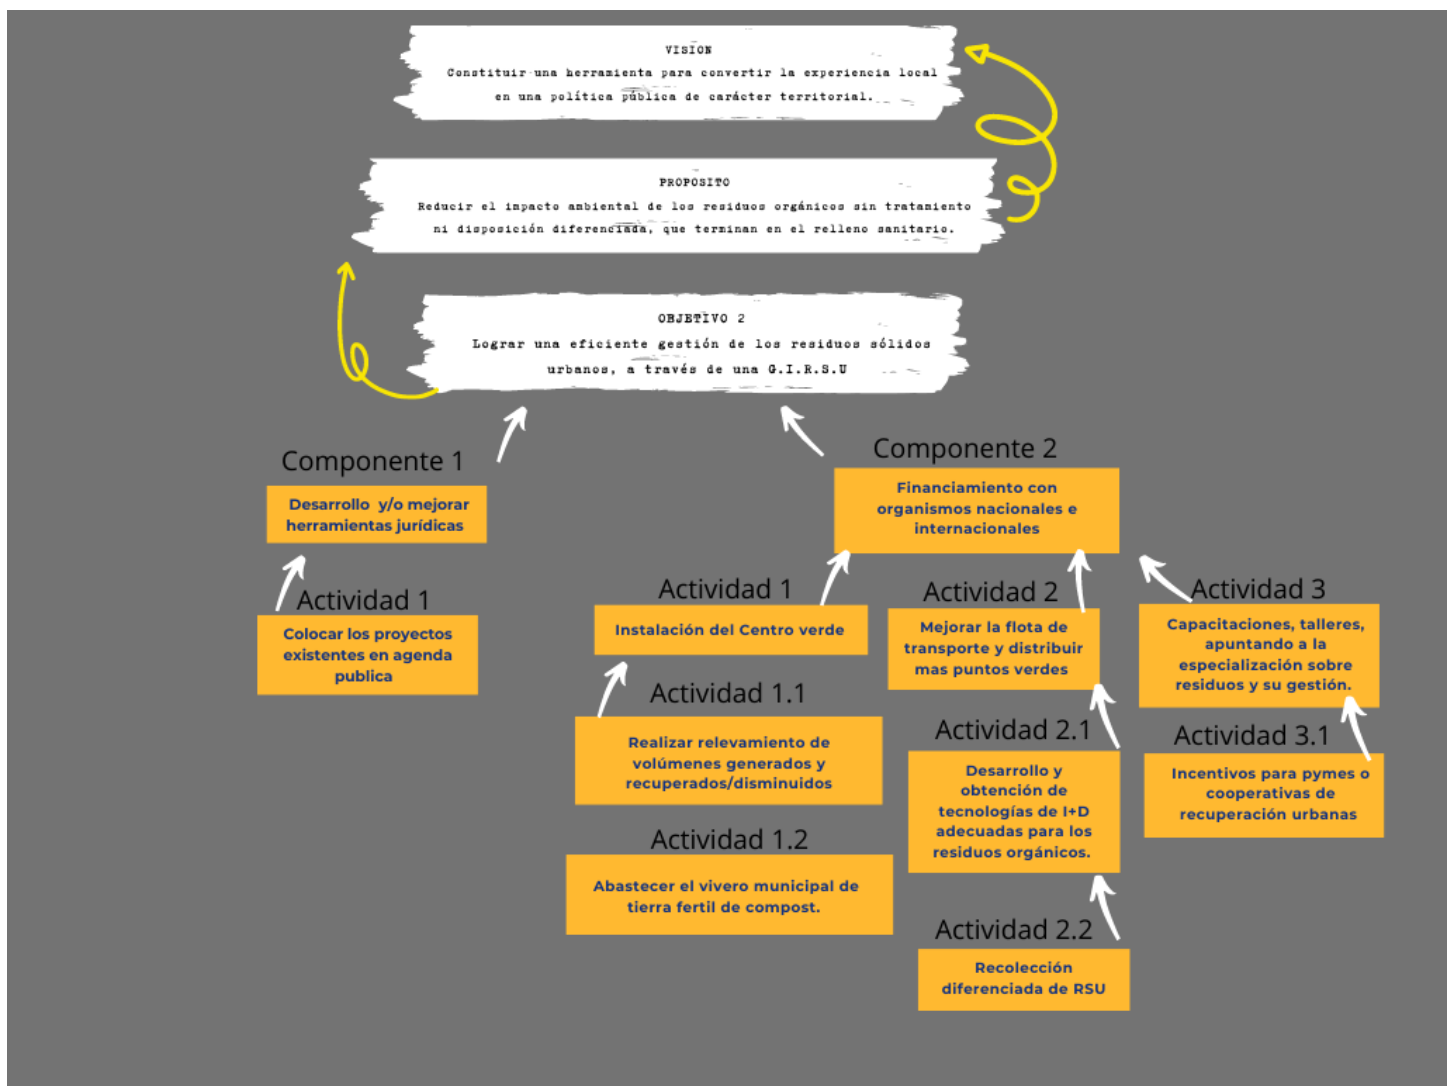 VISION
Constituir una herramienta para convertir la experiencia local
en una política pública de carácter territorial.
PROPOSITO
Reducir el impacto ambiental de los residuos orgánicos sin tratamiento
ni disposición diferenciada, que terminan en el relleno sanitario.
OBJETIVO 2
Lograr una eficiente gestión de los residuos sólidos
urbanos, a través de una G.I.R.S.U
Componente 1
Desarrollo y/o mejorar
herramientas jurídicas
Actividad 1
Colocar los proyectos
existentes en agenda
publica
Componente 2
Financiamiento con
organismos nacionales e
internacionales
Actividad 1
Instalación del Centro verde
Actividad 1.1
Realizar relevamiento de
volúmenes generados y
recuperados/disminuidos
Actividad 1.2
Abastecer el vivero municipal de
tierra fertil de compost.
Actividad 2
Mejorar la flota de
transporte y distribuir
mas puntos verdes
Actividad 2.1
Desarrollo y
obtención de
tecnologías de I+D
adecuadas para los
residuos orgánicos.
Actividad 2.2
Recolección
diferenciada de RSU
Actividad 3
Capacitaciones, talleres,
apuntando a la
especialización sobre
residuos y su gestión.
Actividad 3.1
Incentivos para pymes o
cooperativas de
recuperación urbanas